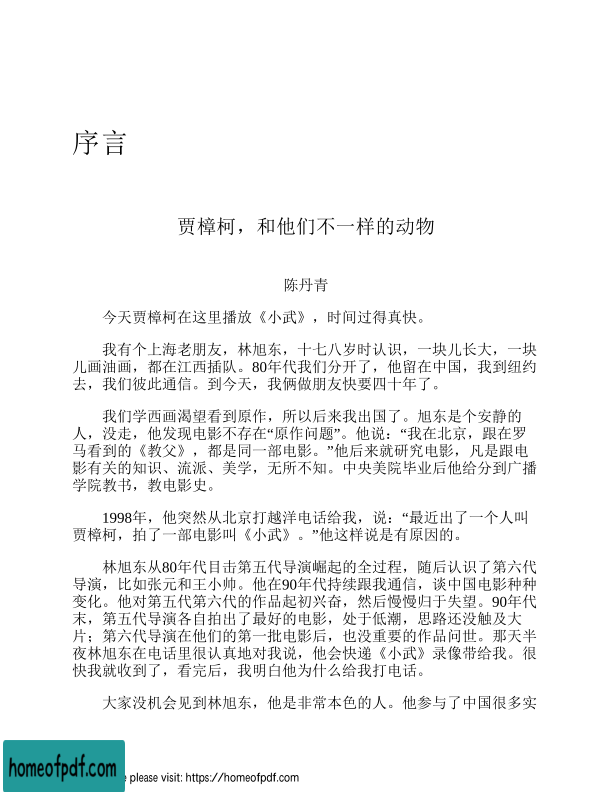 序言
贾樟柯，和他们不一样的动物
陈丹青
今天贾樟柯在这里播放《小武》，时间过得真快。
我有个上海老朋友，林旭东，十七八岁时认识，一块儿长大，一块
儿画油画，都在江西插队。80年代我们分开了，他留在中国，我到纽约
去，我们彼此通信。到今天，我俩做朋友快要四十年了。
我们学西画渴望看到原作，所以后来我出国了。旭东是个安静的
人，没走，他发现电影不存在“原作问题”。他说：“我在北京，跟在罗
马看到的《教父》，都是同一部电影。”他后来就研究电影，凡是跟电
影有关的知识、流派、美学，无所不知。中央美院毕业后他给分到广播
学院教书，教电影史。
1998年，他突然从北京打越洋电话给我，说：“最近出了一个人叫
贾樟柯，拍了一部电影叫《小武》。”他这样说是有原因的。
林旭东从80年代目击第五代导演崛起的全过程，随后认识了第六代
导演，比如张元和王小帅。他在90年代持续跟我通信，谈中国电影种种
变化。他对第五代第六代的作品起初兴奋，然后慢慢归于失望。90年代
末，第五代导演各自拍出了最好的电影，处于低潮，思路还没触及大
片；第六代导演在他们的第一批电影后，也没重要的作品问世。那天半
夜林旭东在电话里很认真地对我说，他会快递《小武》录像带给我。很
快我就收到了，看完后，我明白他为什么给我打电话。
大家没机会见到林旭东，他是非常本色的人。他参与了中国很多实
homeofpdf.com
e please visit: https://homeofpdf.com